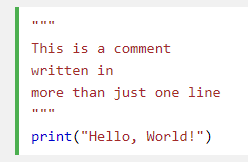 """
This is a comment
written in
more than just one line
"""
print("Hello, World!")